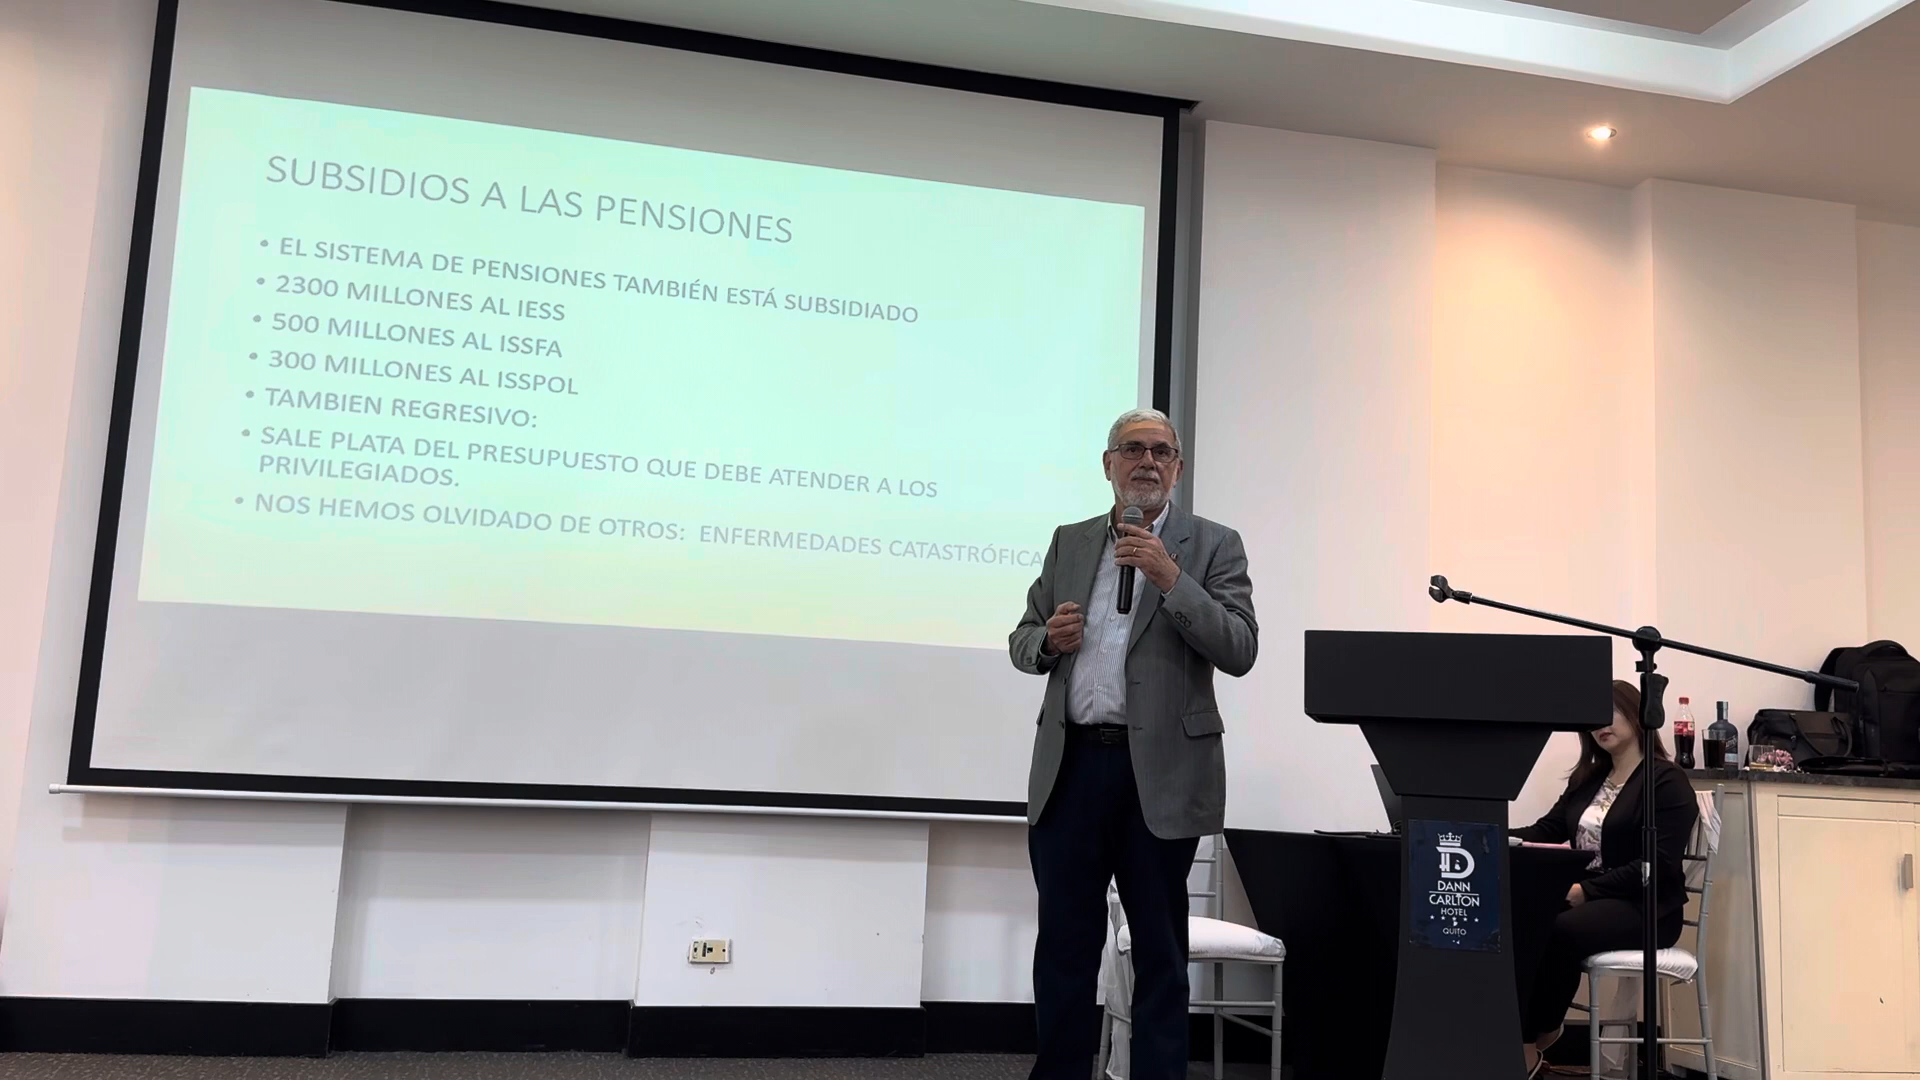 SUBSIDIOS A LAS PENSIONES
• EL SISTEMA DE PENSIONES TAMBIÉN ESTÁ SUBSIDIADO
• 2300 MILLONES AL IESS
• 500 MILLONES AL ISSFA
• 300 MILLONES AL ISSPOL
• TAMBIEN REGRESIVO:
• SALE PLATA DEL PRESUPUESTO QUE DEBE ATENDER A LOS
PRIVILEGIADOS.
• NOS HEMOS OLVIDADO DE OTROS: ENFERMEDADES CATASTRÓFICA
DANN
CARLTON
HOTEL
QUITO